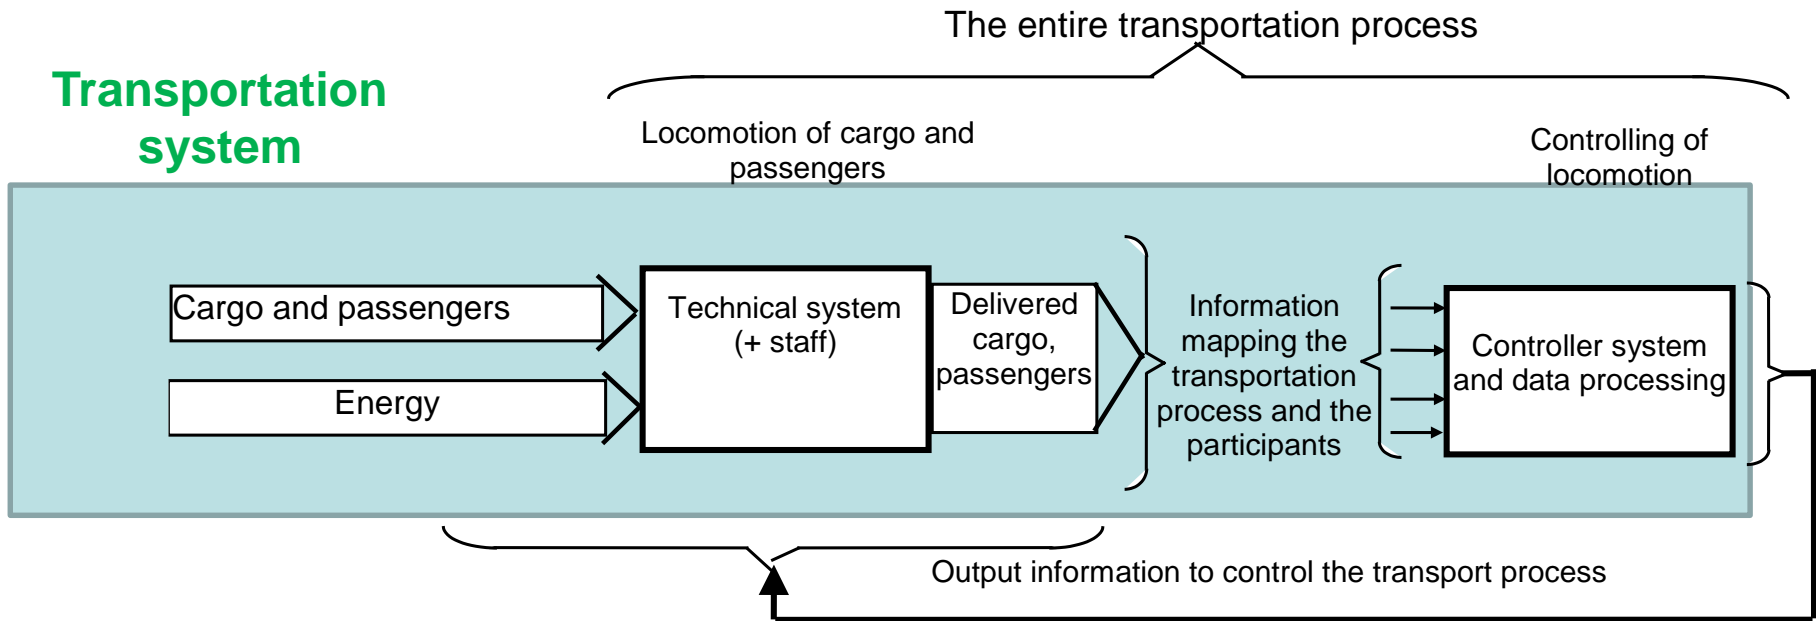 The entire transportation process
Transportation
system
Locomotion of cargo and
passengers
Controlling of
locomotion
Cargo and passengers
Energy
Technical system
(+ staff)
Delivered
cargo,
passengers
Information
mapping the
transportation
process and the
participants
Controller system
and data processing
Output information to control the transport process